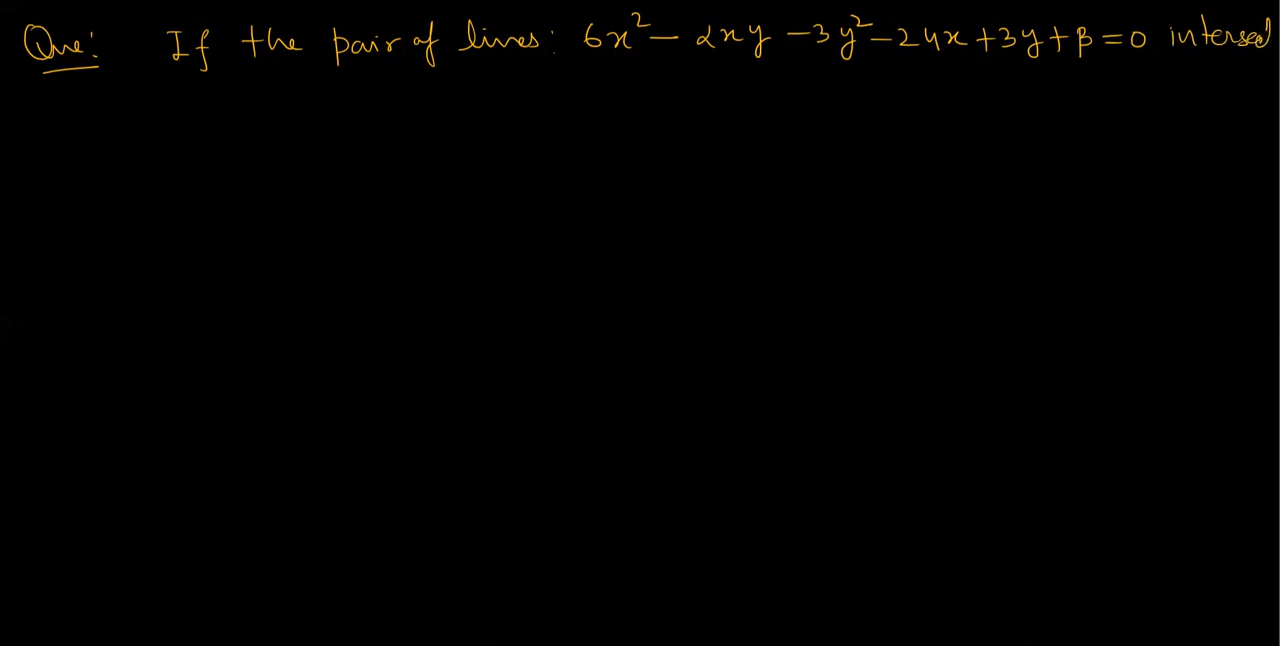 Que: If the pair of lines: 6x² - αxy - 3y² - 24x + 3y + β = 0 intersect